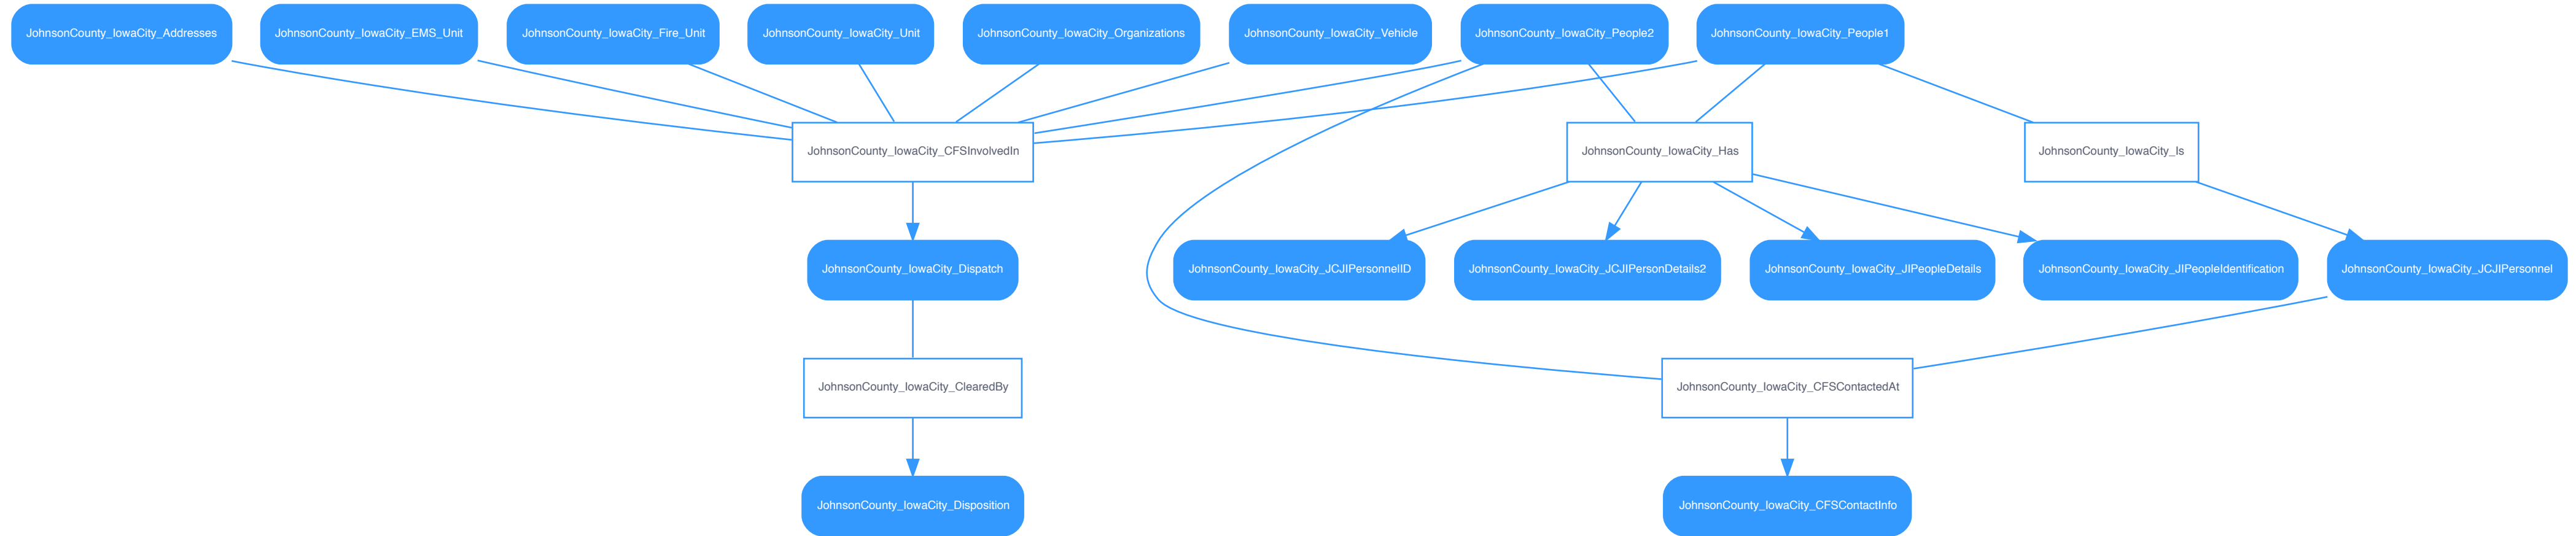 JohnsonCounty_IowaCity_Addresses
JohnsonCounty_IowaCity_EMS_Unit
JohnsonCounty_IowaCity_Fire_Unit
JohnsonCounty_IowaCity_Unit
JohnsonCounty_IowaCity_Organizations
JohnsonCounty_IowaCity_Vehicle
JohnsonCounty_IowaCity_People2
JohnsonCounty_IowaCity_People1
JohnsonCounty_IowaCity_CFSInvolvedIn
JohnsonCounty_IowaCity_Has
JohnsonCounty_IowaCity_Is
JohnsonCounty_IowaCity_Dispatch
JohnsonCounty_IowaCity_JCJIPersonnelID
JohnsonCounty_IowaCity_JCJIPersonDetails2
JohnsonCounty_IowaCity_JIPeopleDetails
JohnsonCounty_IowaCity_JIPeopleIdentification
JohnsonCounty_IowaCity_JCJIPersonnel
JohnsonCounty_IowaCity_ClearedBy
JohnsonCounty_IowaCity_CFSContactedAt
JohnsonCounty_IowaCity_Disposition
JohnsonCounty_IowaCity_CFSContactInfo